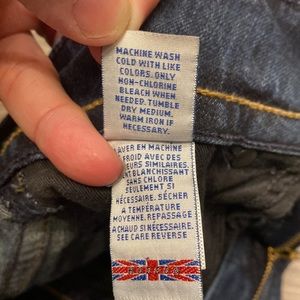 MACHINE WASH
COLD WITH LIKE
COLORS. ONLY
NON-CHLORINE
BLEACH WHEN
NEEDED. TUMBLE
DRY MEDIUM.
WARM IRON IF
NECESSARY.
LAVER EN MACHINE
FROID AVEC DES
EURS SIMILAIRES.
NT BLANCHISSANT
SANS CHLORE
SEULEMENT SI
NÉCESSAIRE. SÉCHER
A TEMPÉRATURE
MOYENNE. REPASSAGE
A CHAUD SI NÉCESSAIRE.
SEE CARE REVERSE